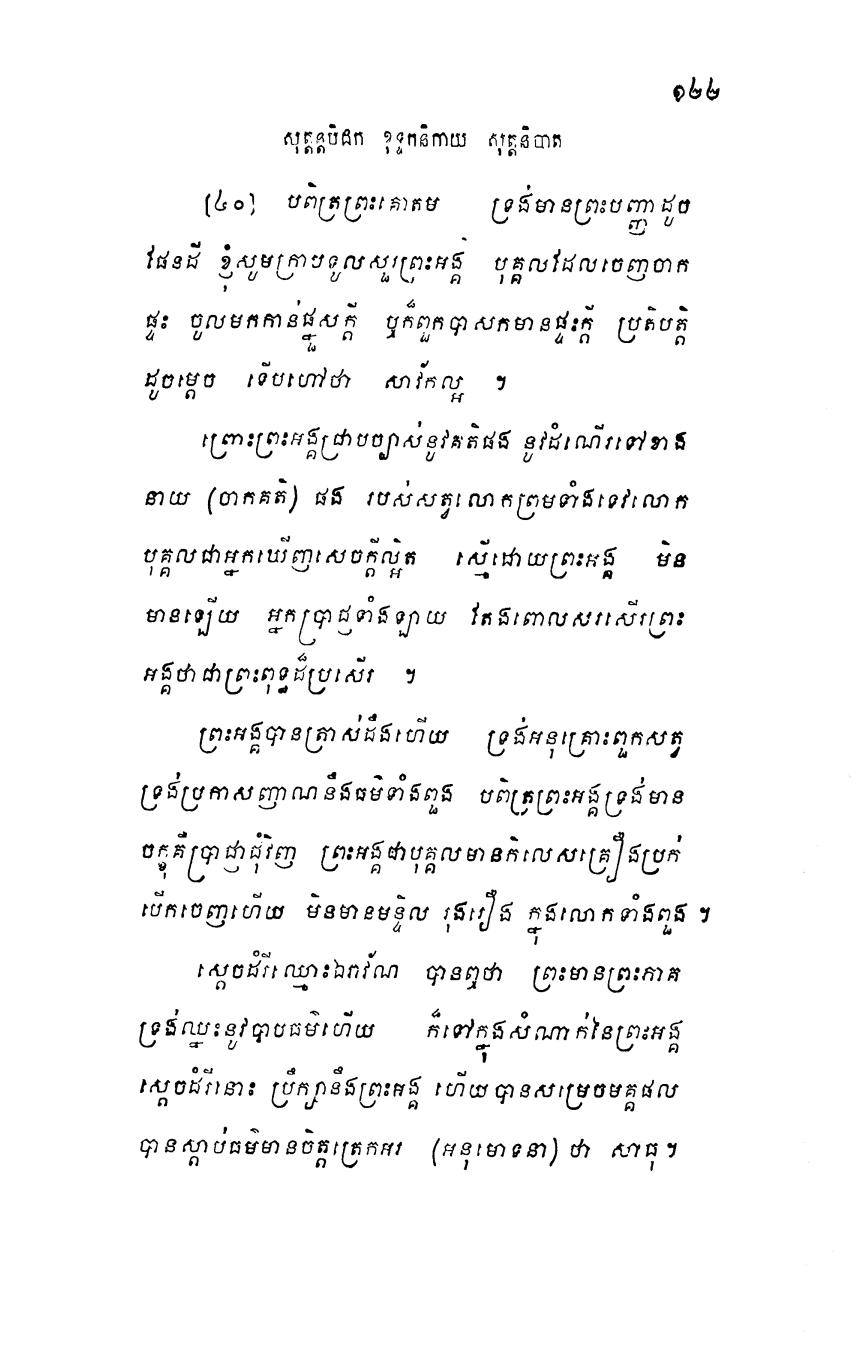 ១២២
សុត្តន្តបិដក ខុទ្ទកនិកាយ សុត្តនិបាត
[៤០] បពិត្រព្រះគោតម ទ្រង់មានព្រះបញ្ញាដូច
ផែនដី ខ្ញុំសូមក្រាបទូលសួរព្រះអង្គ បុគ្គលដែលចេញចាក
ផ្ទះ ចូលមកកាន់ផ្នួសក្តី ឬក៏ពួកបាសកមានផ្ទះក្តី ប្រតិបត្តិ
ដូចម្តេច ទើបហៅថា សាវ័កល្អ ។
ព្រោះព្រះអង្គជ្រាបច្បាស់នូវគតិផង នូវដំណើរទៅខាង
នាយ (ចាកគតិ) ផង របស់សត្វលោកព្រមទាំងទេវលោក
បុគ្គលជាអ្នកឃើញសេចក្តីល្អិត ស្មើដោយព្រះអង្គ មិន
មានឡើយ អ្នកប្រាជ្ញទាំងឡាយ តែងពោលសរសើរព្រះ
អង្គថាជាព្រះពុទ្ធដ៏ប្រសើរ ។
ព្រះអង្គបានត្រាស់ដឹងហើយ ទ្រង់អនុគ្រោះពួកសត្វ
ទ្រង់ប្រកាសញាណនឹងធម៌ទាំងពួង បពិត្រព្រះអង្គទ្រង់មាន
ចក្ខុគឺប្រាជ្ញាជុំវិញ ព្រះអង្គជាបុគ្គលមានកិលេសគ្រឿងប្រក់
បើកចេញហើយ មិនមានមន្ទិល រុងរឿង ក្នុងលោកទាំងពួង ។
ស្តេចដំរីឈ្មោះឯរាវ័ណ បានឮថា ព្រះមានព្រះភាគ
ទ្រង់ឈ្នះនូវបាបធម៌ហើយ ក៏ទៅក្នុងសំណាក់នៃព្រះអង្គ
ស្តេចដំរីនោះ ប្រឹក្សានឹងព្រះអង្គ ហើយបានសម្រេចមគ្គផល
បានស្តាប់ធម៌មានចិត្តត្រេកអរ (អនុមោទនា) ថា សាធុ ។